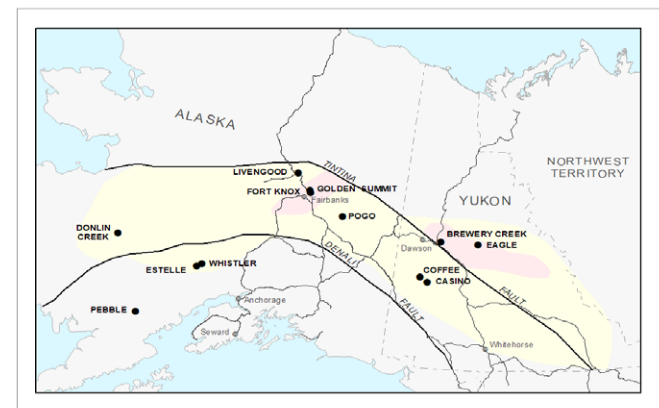 ALASKA
NORTHWEST
TERRITORY
LIVENGOOD
TINTINA
FORT KNOX
GOLDEN SUMMIT
Fairbanks
YUKON
POGO
DONLIN
CREEK
BREWERY CREEK
Dawson
EAGLE
DENALI
WHISTLER
ESTELLE
COFFEE
CASINO
FAULT
FAULT
Anchorage
PEBBLE
Seward
Whitehorse